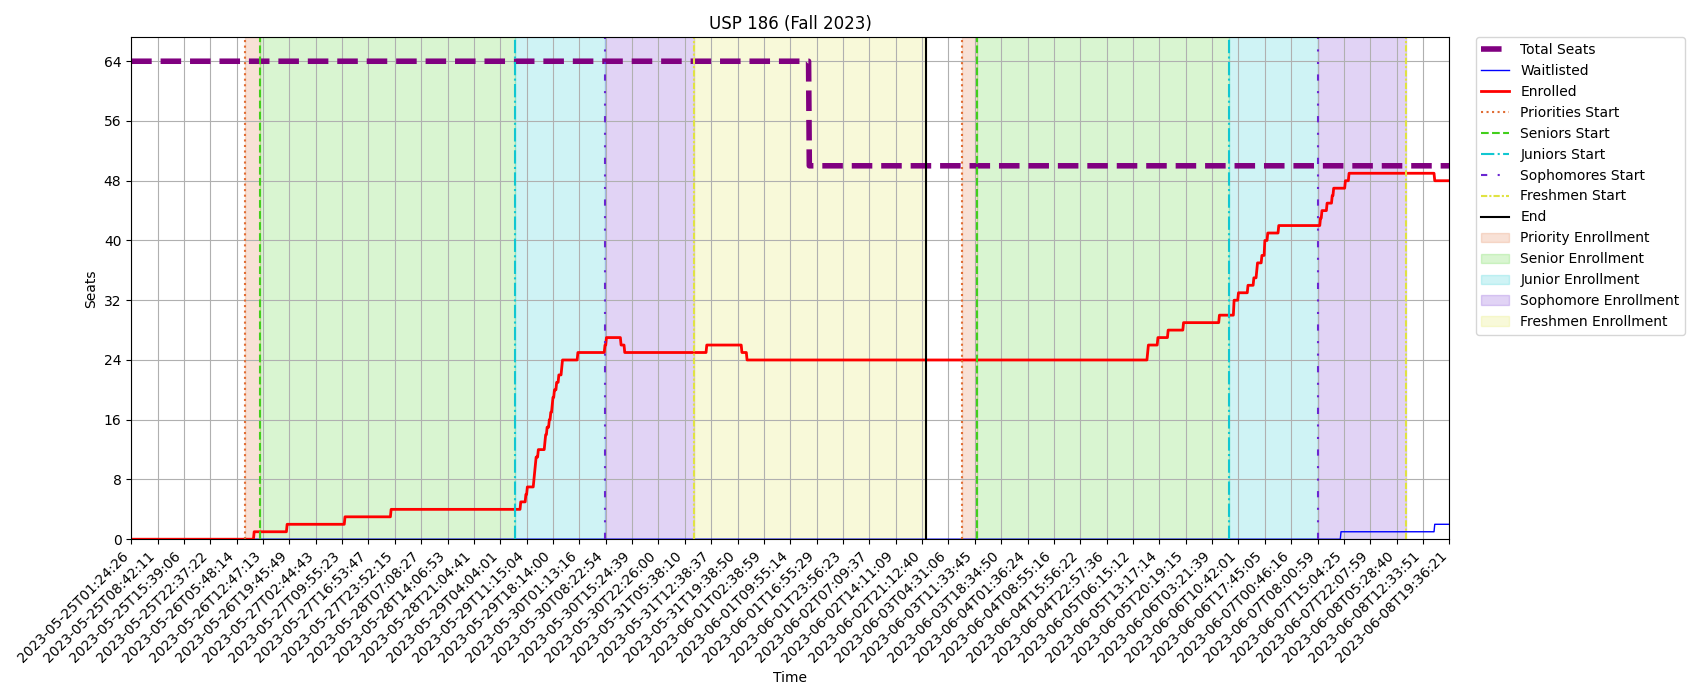 USP 186 (Fall 2023)
Seats
64
56
48
40
32
24
16
8
0
2023-05-25T01:24:26
2023-05-25T08:42:11
2023-05-25T15:39:06
2023-05-25T22:37:22
2023-05-26T05:48:14
2023-05-26T12:47:13
2023-05-26T19:45:49
2023-05-27T02:44:43
2023-05-27T09:55:23
2023-05-27T16:53:47
2023-05-27T23:52:15
2023-05-28T07:08:27
2023-05-28T14:06:53
2023-05-28T21:04:41
2023-05-29T04:04:01
2023-05-29T11:15:04
2023-05-29T18:14:00
2023-05-30T01:13:16
2023-05-30T08:22:54
2023-05-30T15:24:39
2023-05-30T22:26:00
2023-05-31T05:38:10
2023-05-31T12:38:37
2023-05-31T19:38:50
2023-06-01T02:38:59
2023-06-01T09:55:14
2023-06-01T16:55:29
2023-06-01T23:56:23
2023-06-02T07:09:37
2023-06-02T14:11:09
2023-06-02T21:12:40
2023-06-03T04:31:06
2023-06-03T11:33:45
2023-06-03T18:34:50
2023-06-04T01:36:24
2023-06-04T08:55:16
2023-06-04T15:56:22
2023-06-04T22:57:36
2023-06-05T06:15:12
2023-06-05T13:17:14
2023-06-05T20:19:15
2023-06-06T03:21:39
2023-06-06T10:42:01
2023-06-06T17:45:05
2023-06-07T00:46:16
2023-06-07T08:00:59
2023-06-07T15:04:25
2023-06-07T22:07:59
2023-06-08T05:28:40
2023-06-08T12:33:51
2023-06-08T19:36:21
Time
Total Seats
Waitlisted
Enrolled
Priorities Start
Seniors Start
Juniors Start
Sophomores Start
Freshmen Start
End
Priority Enrollment
Senior Enrollment
Junior Enrollment
Sophomore Enrollment
Freshmen Enrollment